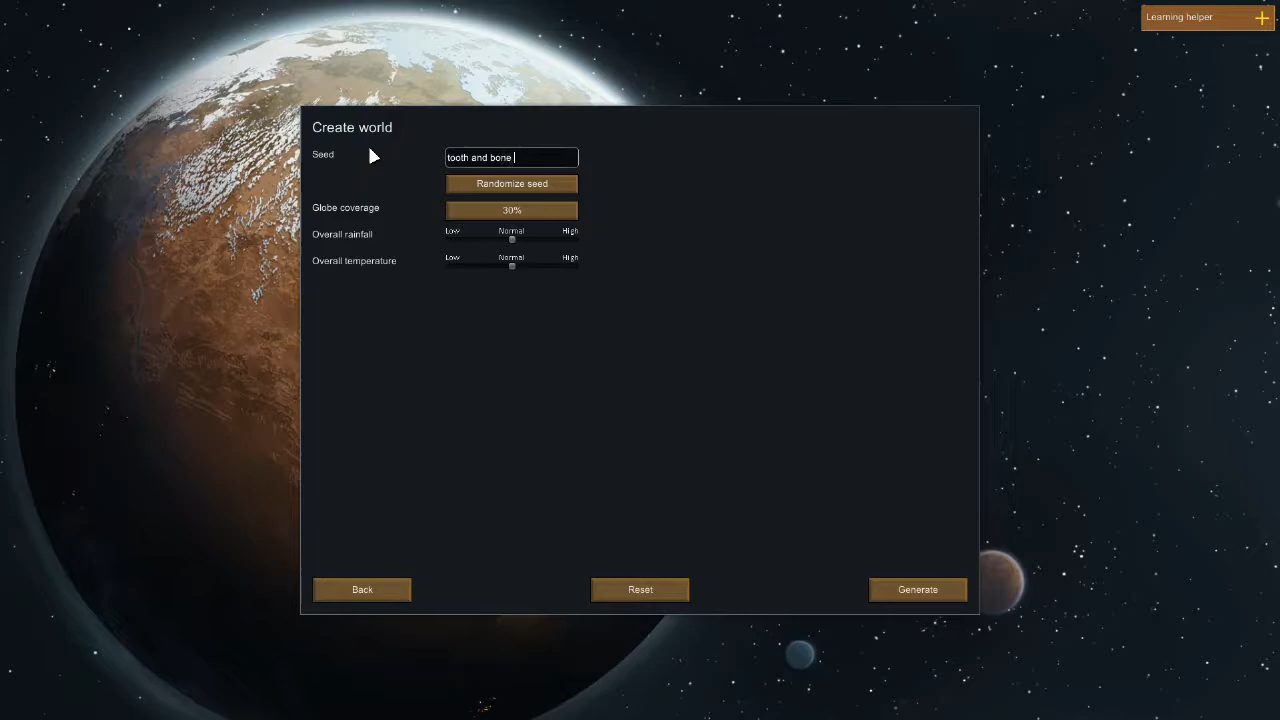 Learning helper
Create world
Seed
tooth and bone
Randomize seed
Globe coverage
30%
Overall rainfall
Low Normal High
Overall temperature
Low Normal High
Back
Reset
Generate